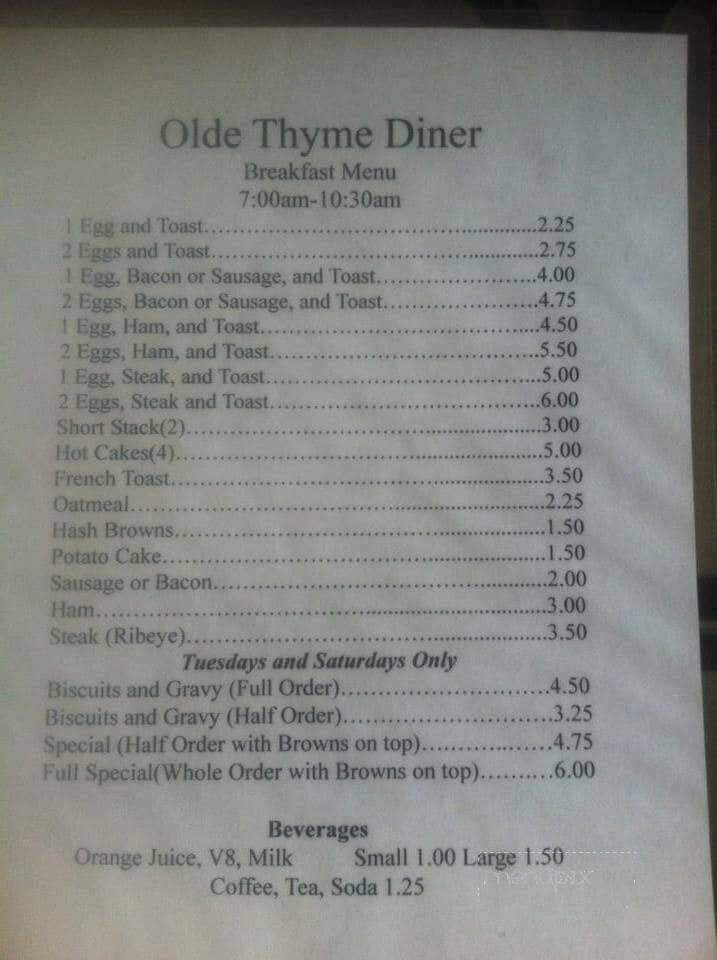 Olde Thyme Diner
Breakfast Menu
7:00am-10:30am
1 Egg and Toast.......................................................2.25
2 Eggs and Toast.....................................................2.75
1 Egg, Bacon or Sausage, and Toast.........................4.00
2 Eggs, Bacon or Sausage, and Toast.......................4.75
1 Egg, Ham, and Toast.............................................4.50
2 Eggs, Ham, and Toast...........................................5.50
1 Egg, Steak, and Toast...........................................5.00
2 Eggs, Steak and Toast..........................................6.00
Short Stack(2).........................................................3.00
Hot Cakes(4)...........................................................5.00
French Toast............................................................3.50
Oatmeal...................................................................2.25
Hash Browns...........................................................1.50
Potato Cake.............................................................1.50
Sausage or Bacon....................................................2.00
Ham.........................................................................3.00
Steak (Ribeye).........................................................3.50
Tuesdays and Saturdays Only
Biscuits and Gravy (Full Order)..............................4.50
Biscuits and Gravy (Half Order)..............................3.25
Special (Half Order with Browns on top)..................4.75
Full Special(Whole Order with Browns on top)..........6.00
Beverages
Orange Juice, V8, Milk Small 1.00 Large 1.50
Coffee, Tea, Soda 1.25
menupix